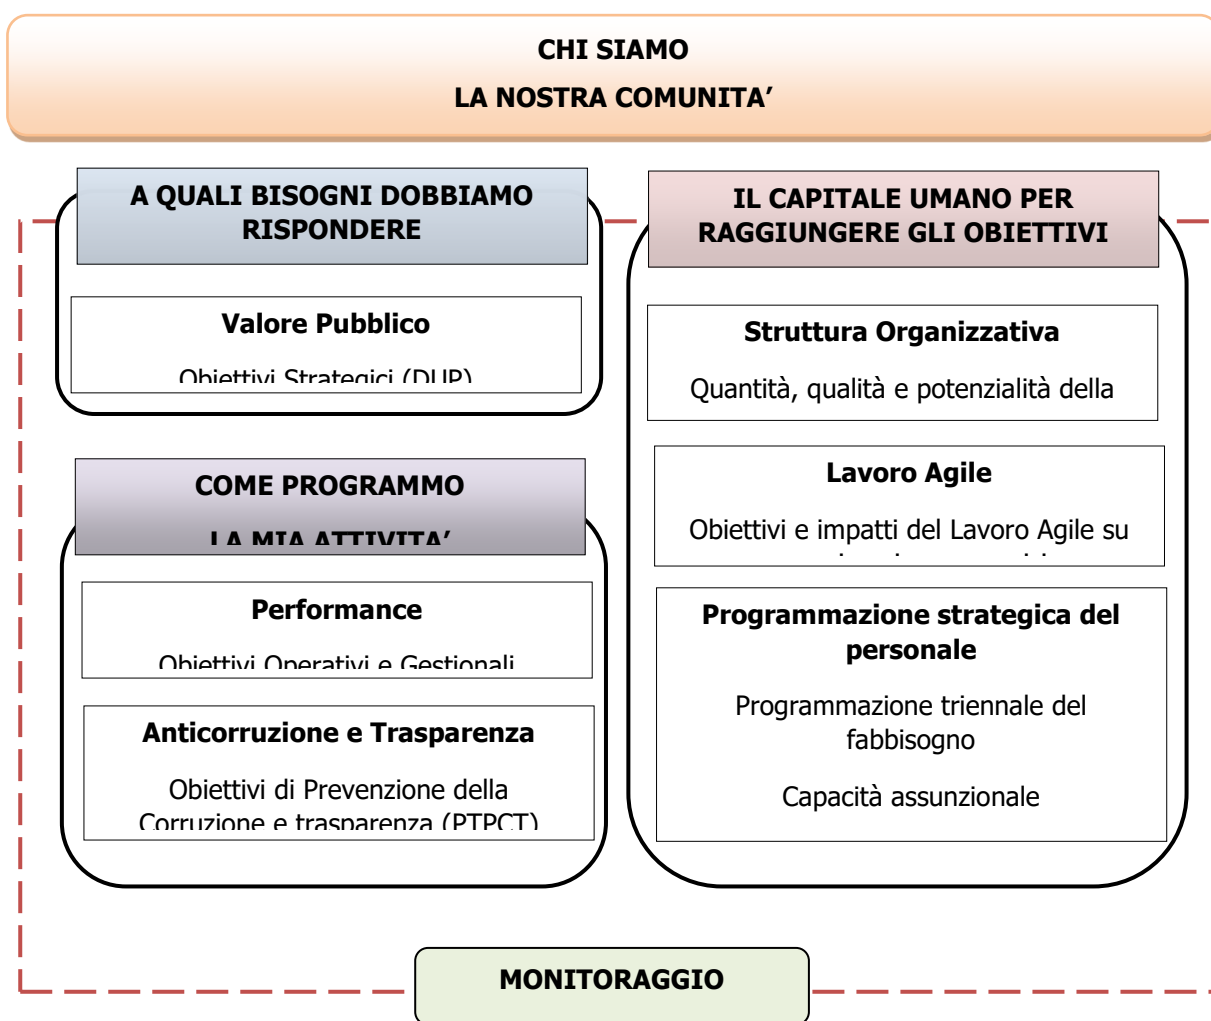 CHI SIAMO
LA NOSTRA COMUNITA’
A QUALI BISOGNI DOBBIAMO
RISPONDERE
Valore Pubblico
Obiettivi Strategici (DUP)
COME PROGRAMMO
LA MIA ATTIVITA’
Performance
Obiettivi Operativi e Gestionali
Anticorruzione e Trasparenza
Obiettivi di Prevenzione della
Corruzione e trasparenza (PTPCT)
IL CAPITALE UMANO PER
RAGGIUNGERE GLI OBIETTIVI
Struttura Organizzativa
Quantità, qualità e potenzialità della
Lavoro Agile
Obiettivi e impatti del Lavoro Agile su
Programmazione strategica del
personale
Programmazione triennale del
fabbisogno
Capacità assunzionale
MONITORAGGIO